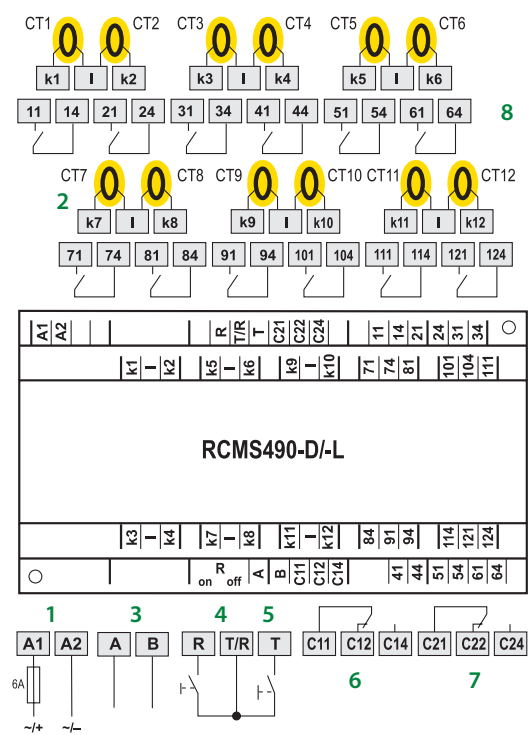 CT1 CT2 CT3 CT4 CT5 CT6
k1 I k2 k3 I k4 k5 I k6
11 14 21 24 31 34 41 44 51 54 61 64 8
CT7 CT8 CT9 CT10 CT11 CT12
2
k7 I k8 k9 I k10 k11 I k12
71 74 81 84 91 94 101 104 111 114 121 124
A1 A2 R T/R T C21 C22 C24 11 14 21 24 31 34
k1 I k2 k5 I k6 k9 I k10 71 74 81 101 104 111
RCMS490-D/-L
k3 I k4 k7 I k8 k11 I k12 84 91 94 114 121 124
on R off A B C11 C12 C14 41 44 51 54 61 64
1 3 4 5
A1 A2 A B R T/R T C11 C12 C14 C21 C22 C24
6A 6 7
~/+ ~/–